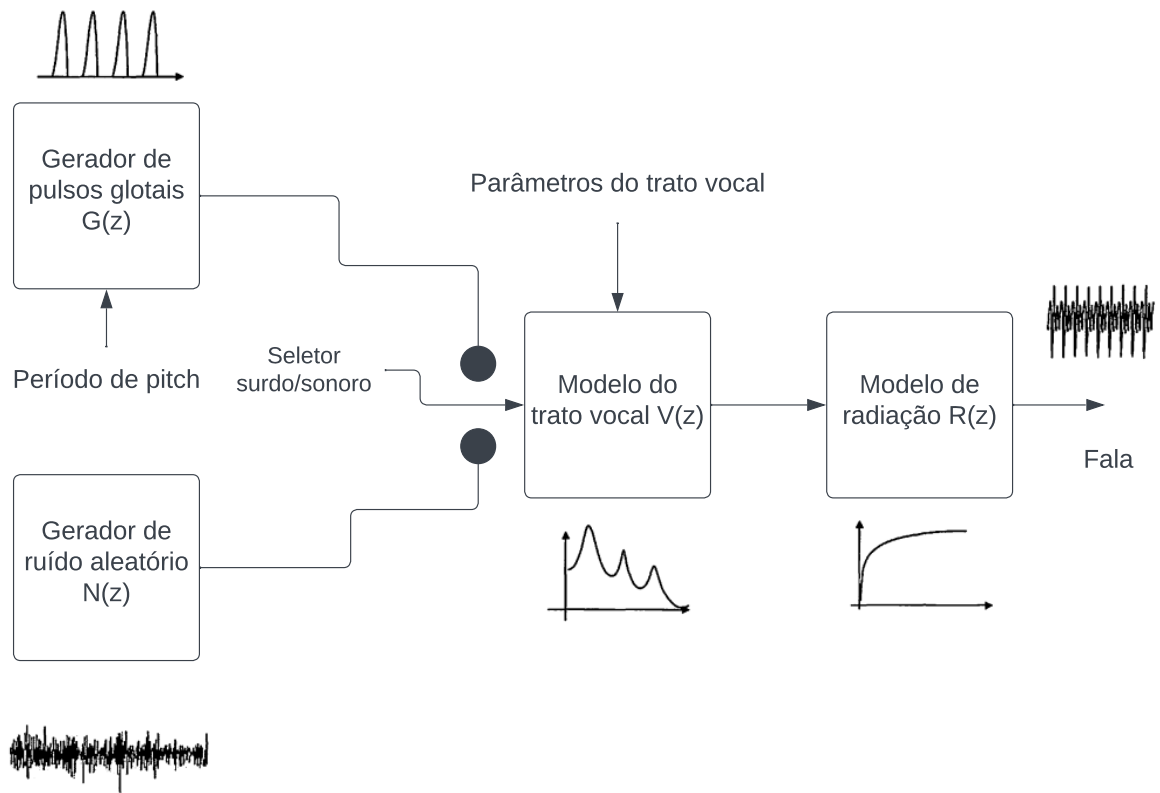 Gerador de
pulsos glotais
G(z)
Parâmetros do trato vocal
Período de pitch
Seletor
surdo/sonoro
Modelo do
trato vocal V(z)
Modelo de
radiação R(z)
Fala
Gerador de
ruído aleatório
N(z)